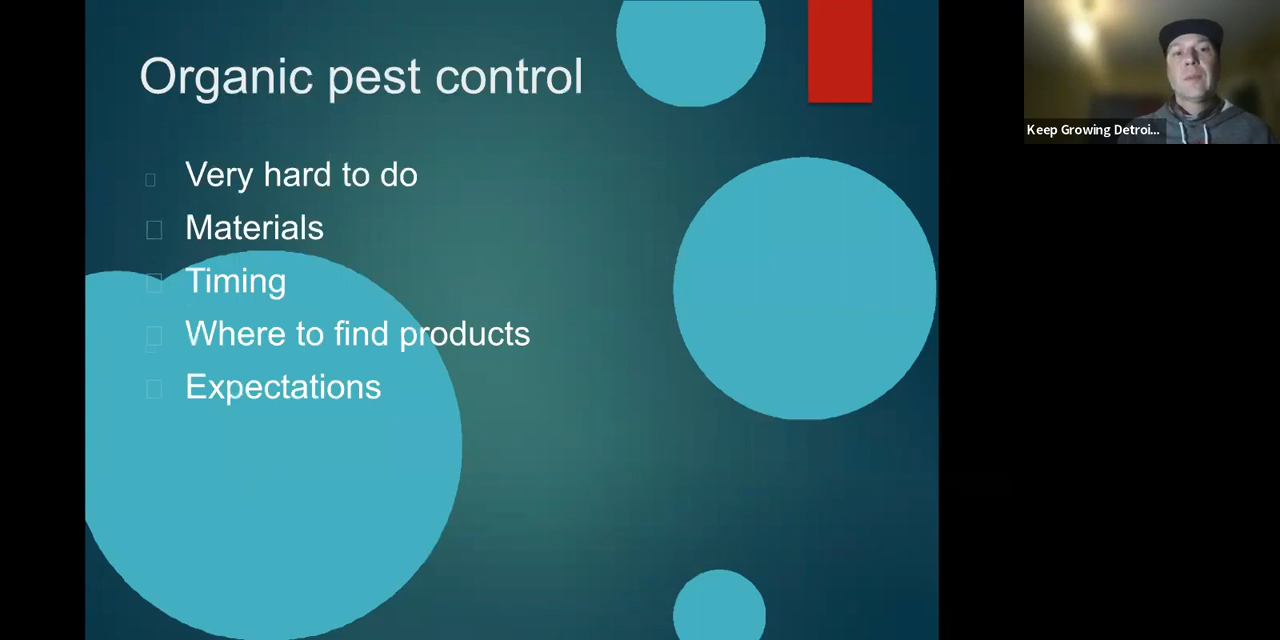 Organic pest control
Very hard to do
Materials
Timing
Where to find products
Expectations
Keep Growing Detroi...